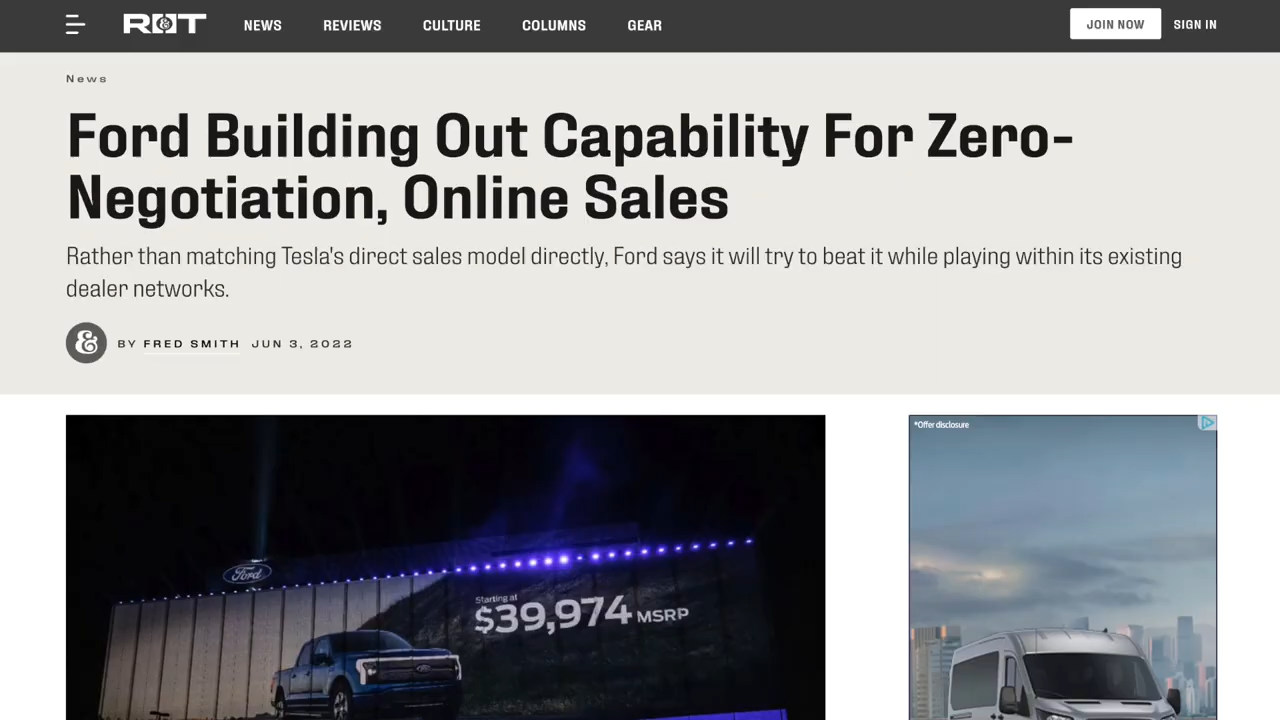 R&T NEWS REVIEWS CULTURE COLUMNS GEAR JOIN NOW SIGN IN
News
Ford Building Out Capability For Zero-
Negotiation, Online Sales
Rather than matching Tesla's direct sales model directly, Ford says it will try to beat it while playing within its existing
dealer networks.
& BY FRED SMITH JUN 3, 2022
*Offer disclosure
Ford
Starting at
$39,974 MSRP